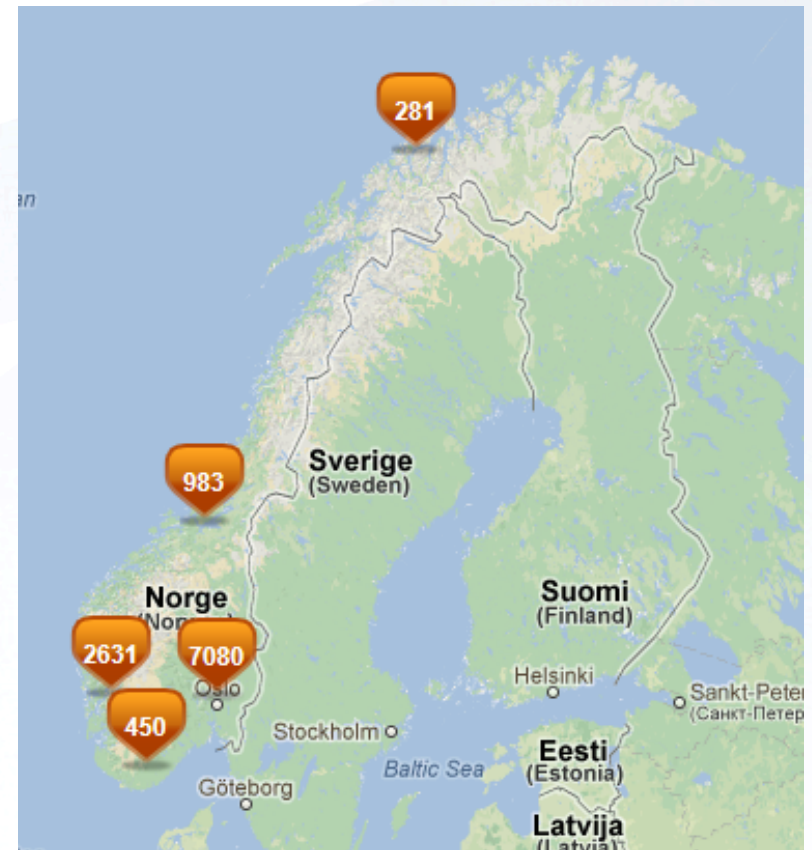 281
an
Sverige
(Sweden)
983
Norge
2631
7080
Suomi
(Finland)
Oslo
Helsinki
Sankt-Peter
(Санкт-Петер
450
Stockholm
Baltic Sea
Eesti
(Estonia)
Göteborg
Latvija
(Latvia)